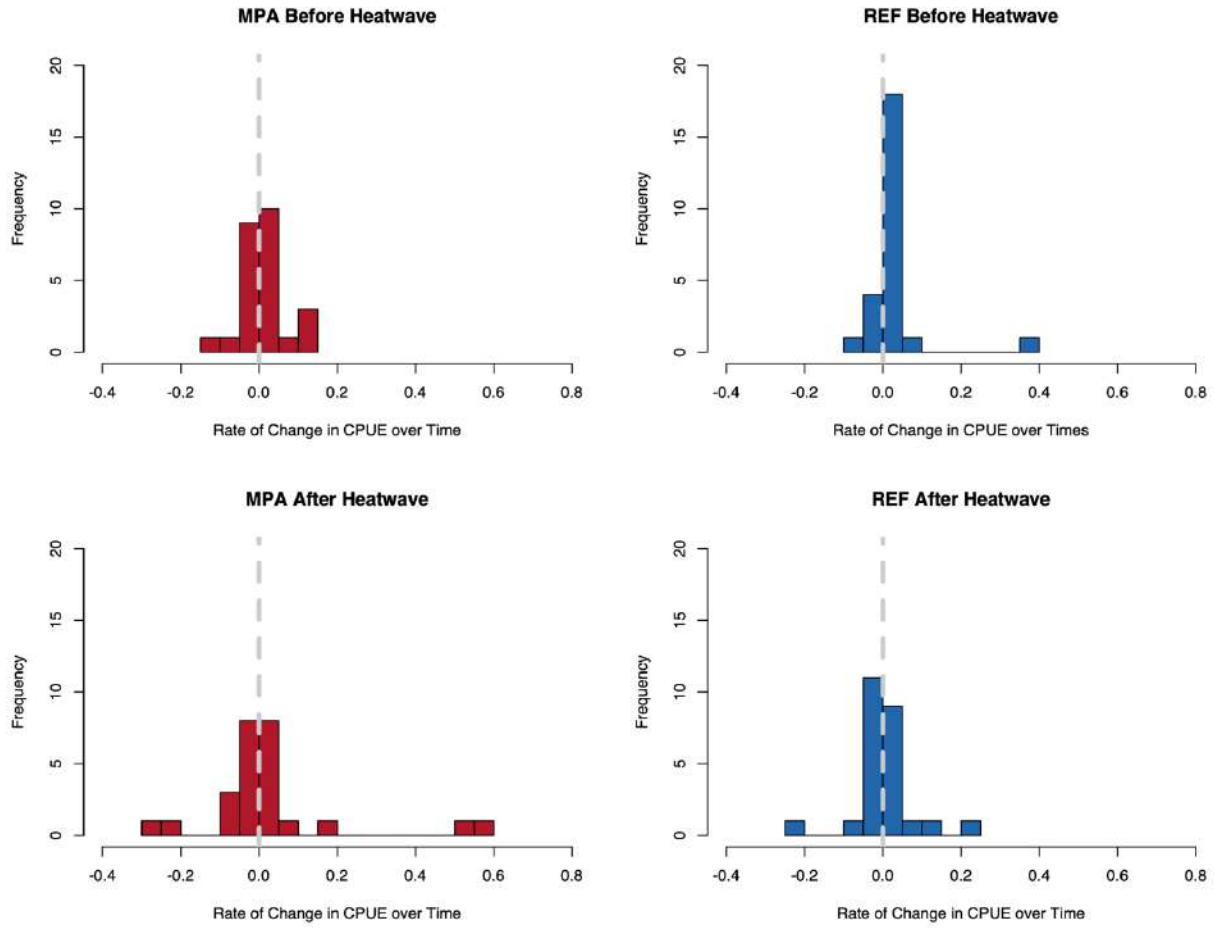 MPA Before Heatwave
Frequency
0
5
10
15
20
-0.4 -0.2 0.0 0.2 0.4 0.6 0.8
Rate of Change in CPUE over Time
REF Before Heatwave
Frequency
0
5
10
15
20
-0.4 -0.2 0.0 0.2 0.4 0.6 0.8
Rate of Change in CPUE over Times
MPA After Heatwave
Frequency
0
5
10
15
20
-0.4 -0.2 0.0 0.2 0.4 0.6 0.8
Rate of Change in CPUE over Time
REF After Heatwave
Frequency
0
5
10
15
20
-0.4 -0.2 0.0 0.2 0.4 0.6 0.8
Rate of Change in CPUE over Time